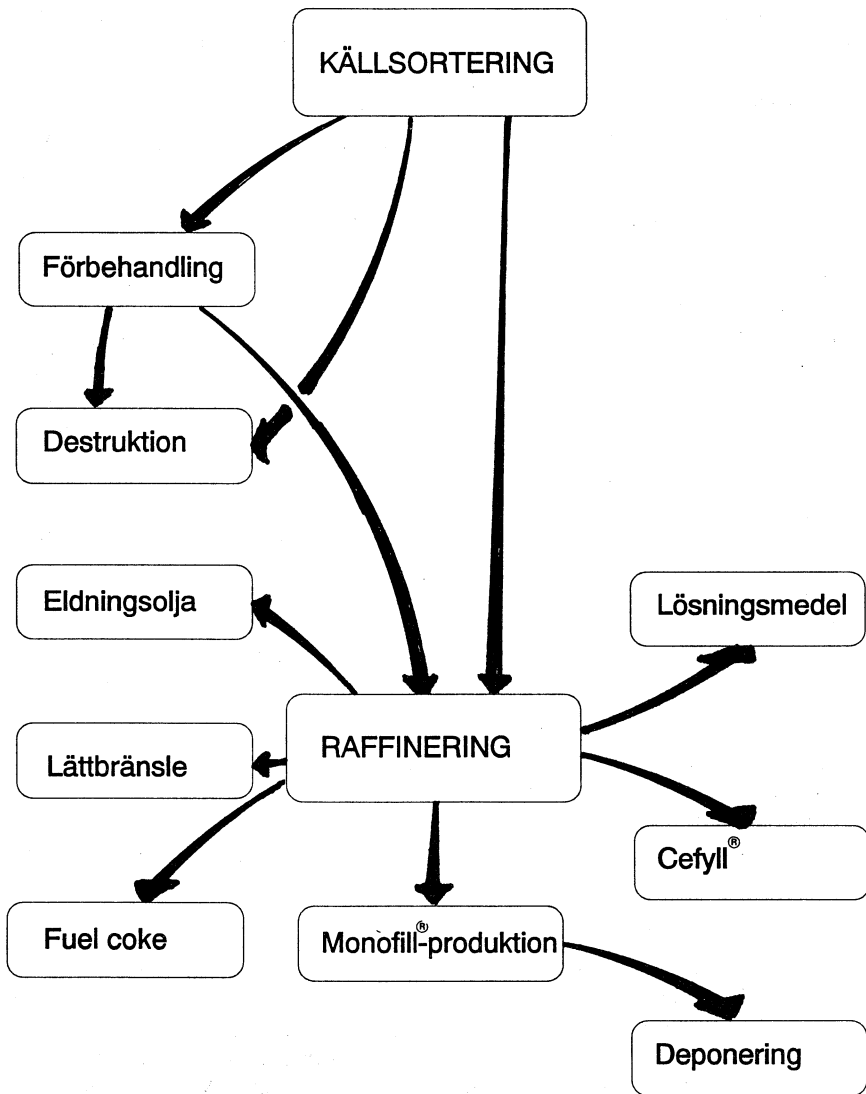 KÄLLSORTERING
Förbehandling
Destruktion
Eldningsolja
Lösningsmedel
RAFFINERING
Lättbränsle
Cefyll®
Fuel coke
Monofill®-produktion
Deponering